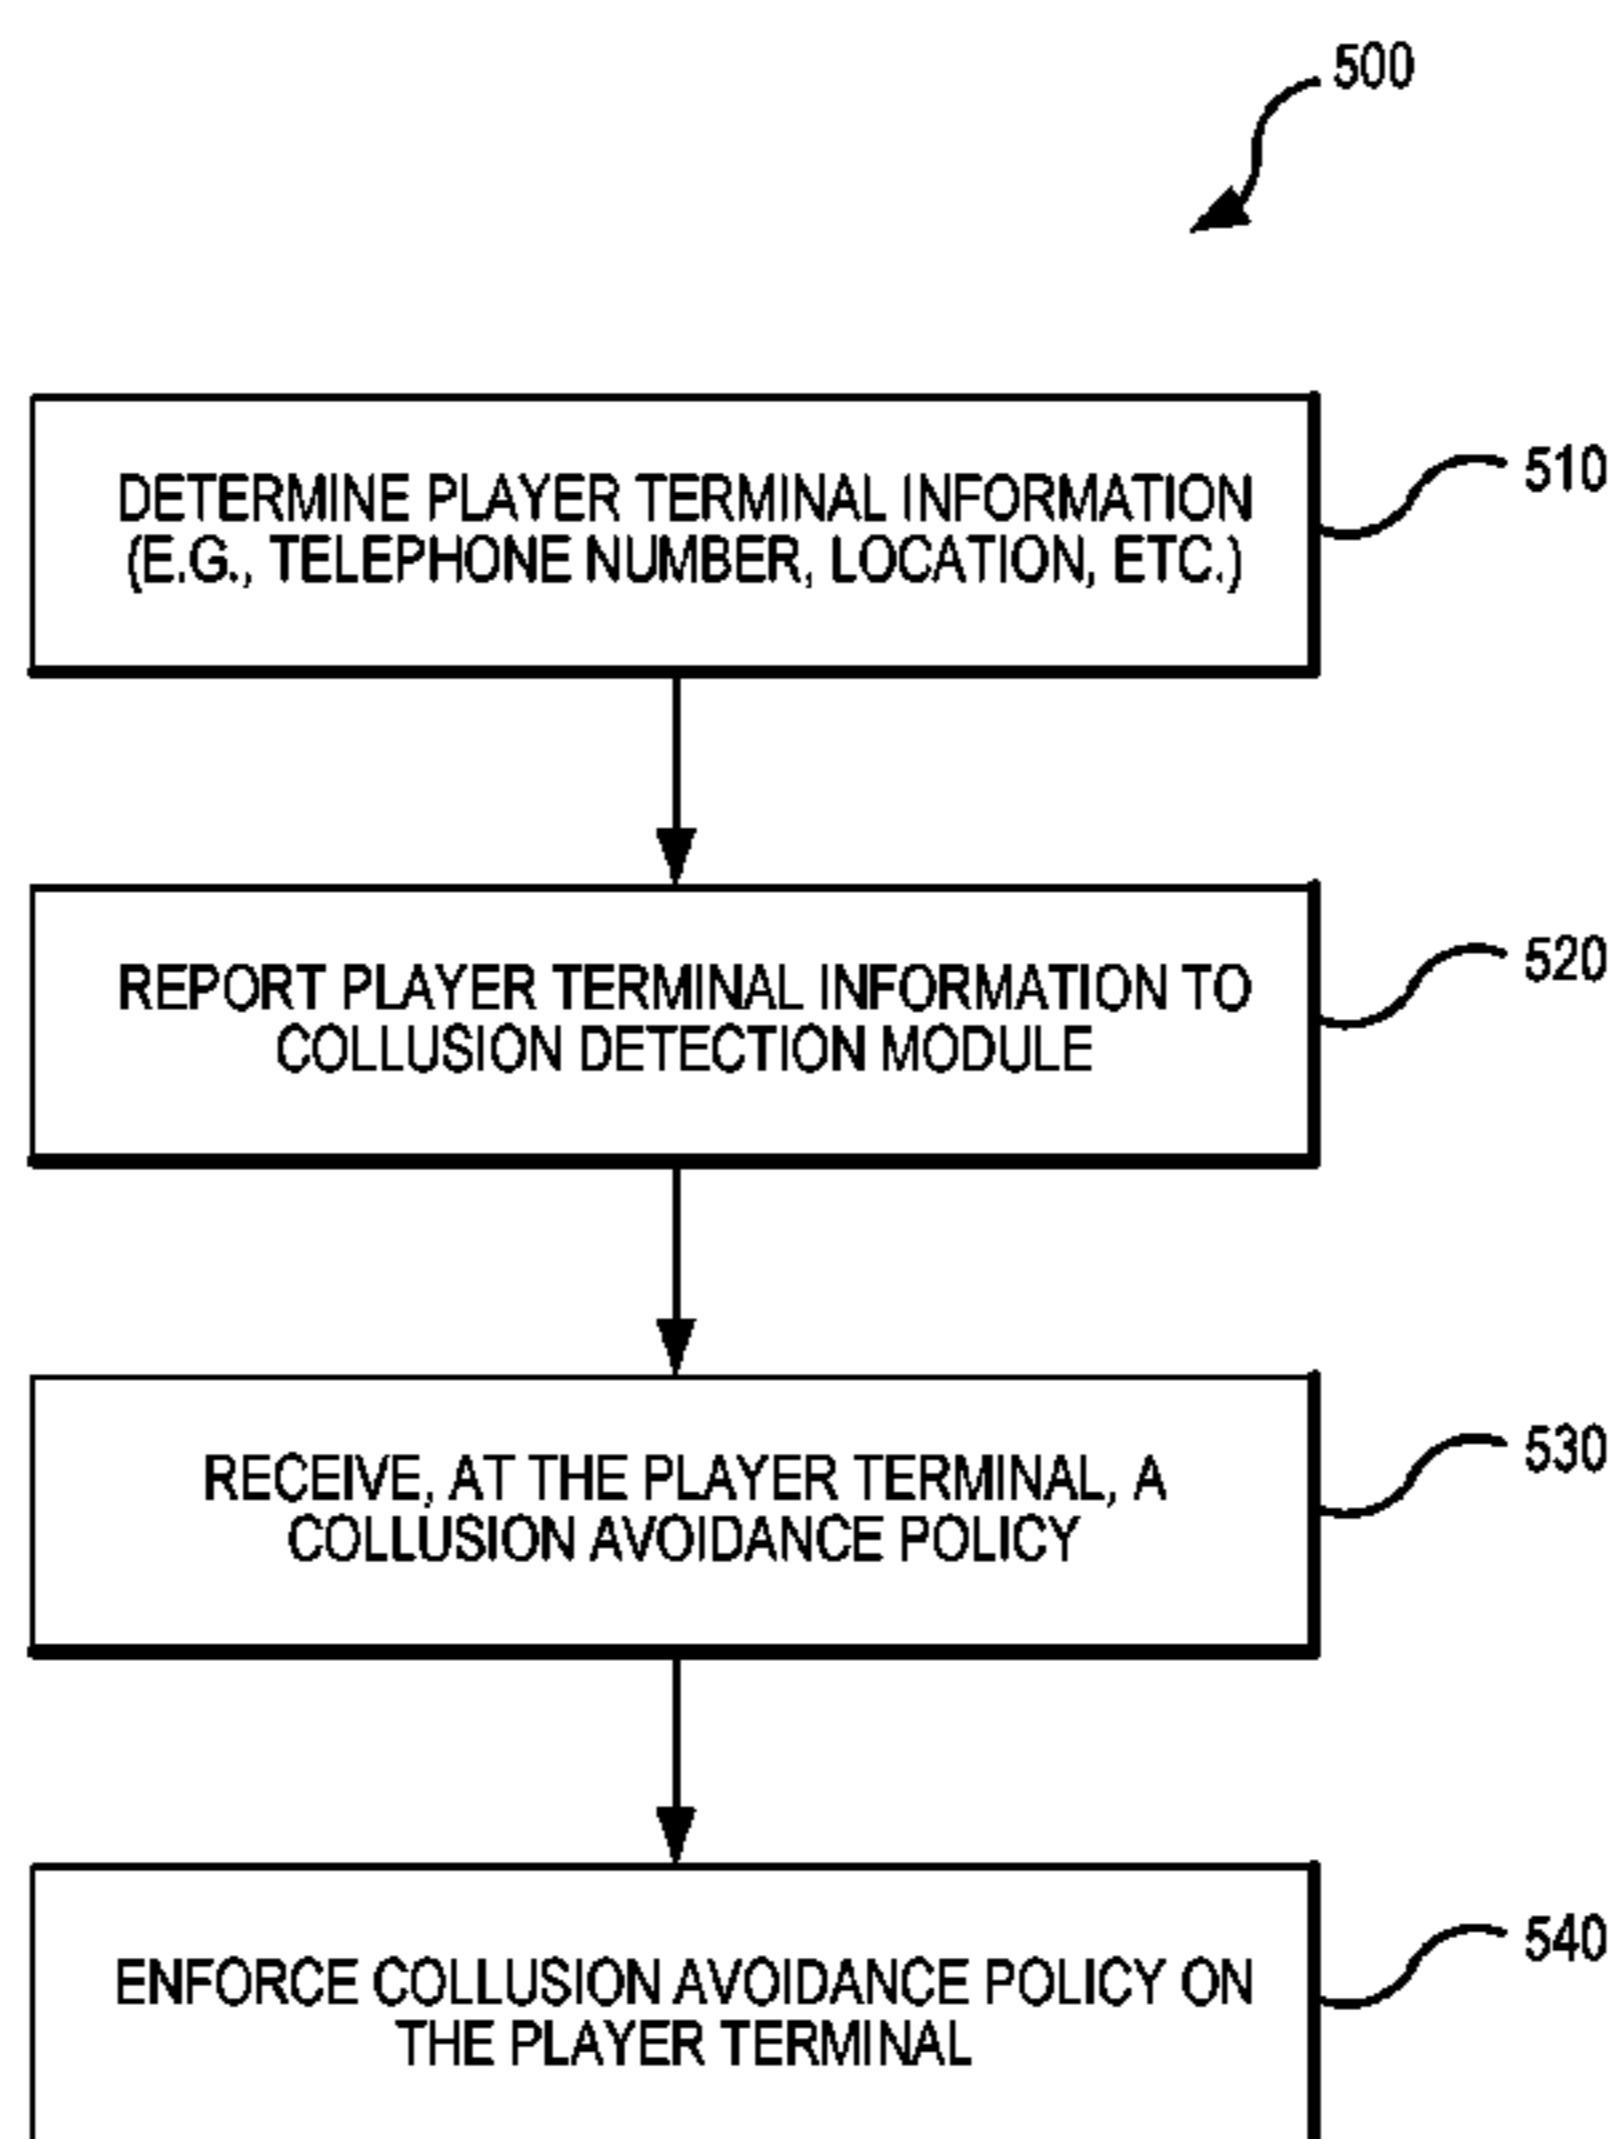 500
DETERMINE PLAYER TERMINAL INFORMATION
(E.G., TELEPHONE NUMBER, LOCATION, ETC.)
510
REPORT PLAYER TERMINAL INFORMATION TO
COLLUSION DETECTION MODULE
520
RECEIVE, AT THE PLAYER TERMINAL, A
COLLUSION AVOIDANCE POLICY
530
ENFORCE COLLUSION AVOIDANCE POLICY ON
THE PLAYER TERMINAL
540